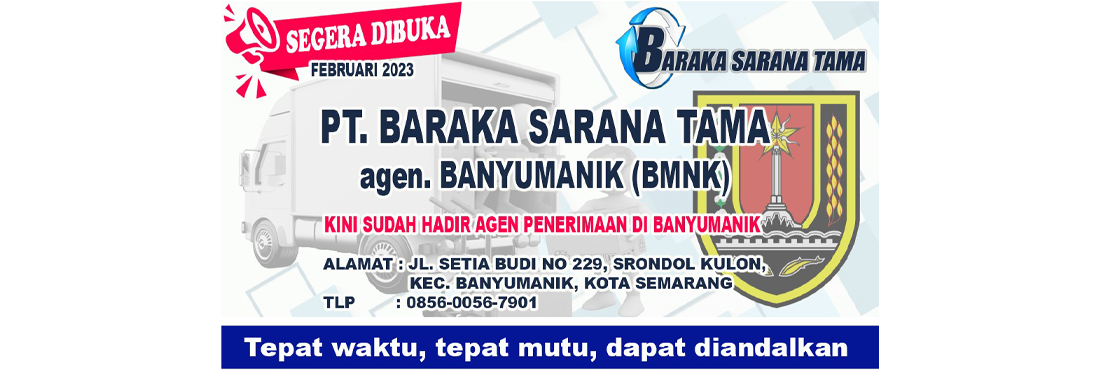 SEGERA DIBUKA
FEBRUARI 2023
BARAKA SARANA TAMA
PT. BARAKA SARANA TAMA
agen. BANYUMANIK (BMNK)
KINI SUDAH HADIR AGEN PENERIMAAN DI BANYUMANIK
ALAMAT : JL. SETIA BUDI NO 229, SRONDOL KULON,
KEC. BANYUMANIK, KOTA SEMARANG
TLP : 0856-0056-7901
Tepat waktu, tepat mutu, dapat diandalkan